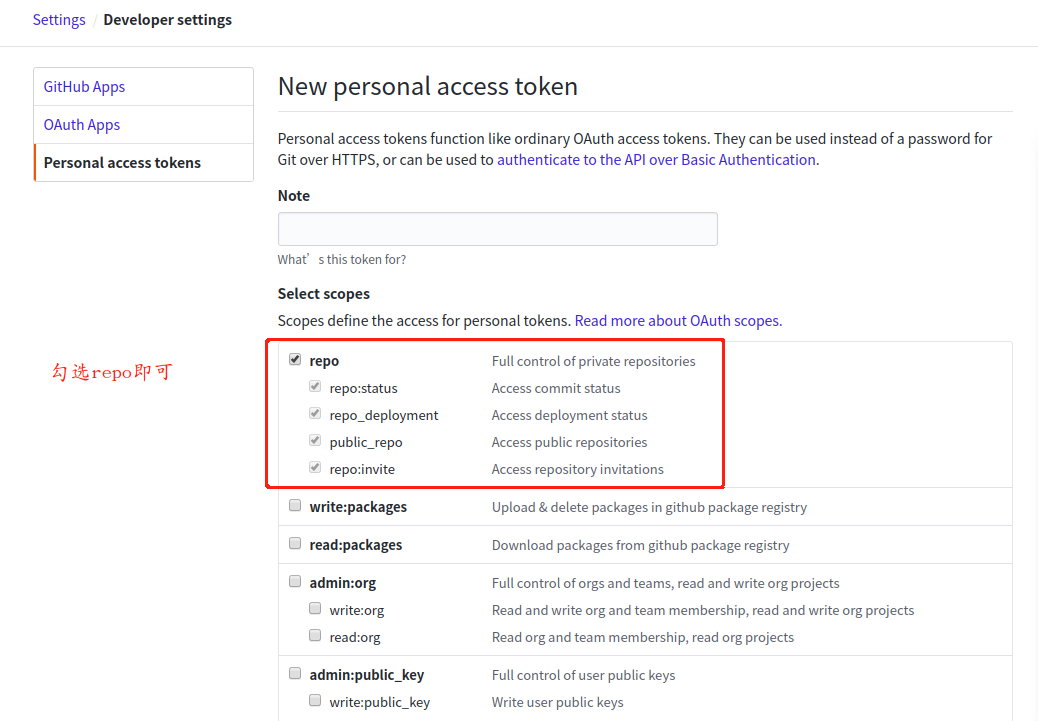 Settings / Developer settings
GitHub Apps
OAuth Apps
Personal access tokens
New personal access token
Personal access tokens function like ordinary OAuth access tokens. They can be used instead of a password for
Git over HTTPS, or can be used to authenticate to the API over Basic Authentication.
Note
What’s this token for?
Select scopes
Scopes define the access for personal tokens. Read more about OAuth scopes.
勾选repo即可
repo Full control of private repositories
repo:status Access commit status
repo_deployment Access deployment status
public_repo Access public repositories
repo:invite Access repository invitations
write:packages Upload & delete packages in github package registry
read:packages Download packages from github package registry
admin:org Full control of orgs and teams, read and write org projects
write:org Read and write org and team membership, read and write org projects
read:org Read org and team membership, read org projects
admin:public_key Full control of user public keys
write:public_key Write user public keys